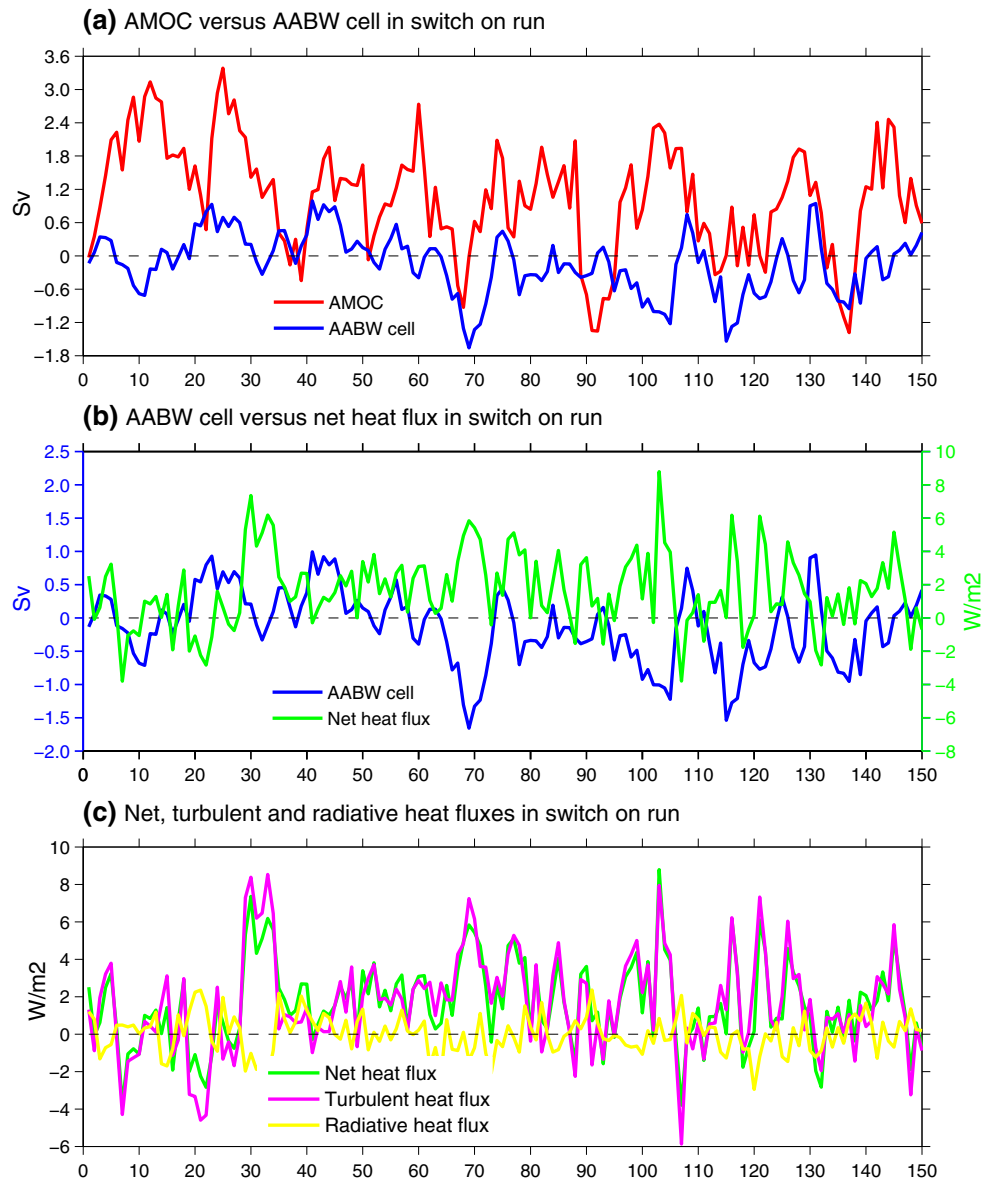 (a) AMOC versus AABW cell in switch on run
3.6
3.0
2.4
1.8
1.2
0.6
0
−0.6
−1.2
−1.8
Sv
AMOC
AABW cell
0 10 20 30 40 50 60 70 80 90 100 110 120 130 140 150
(b) AABW cell versus net heat flux in switch on run
2.5
2.0
1.5
1.0
0.5
0
−0.5
−1.0
−1.5
−2.0
Sv
10
8
6
4
2
0
−2
−4
−6
−8
W/m2
AABW cell
Net heat flux
0 10 20 30 40 50 60 70 80 90 100 110 120 130 140 150
(c) Net, turbulent and radiative heat fluxes in switch on run
10
8
6
4
2
0
−2
−4
−6
W/m2
Net heat flux
Turbulent heat flux
Radiative heat flux
0 10 20 30 40 50 60 70 80 90 100 110 120 130 140 150